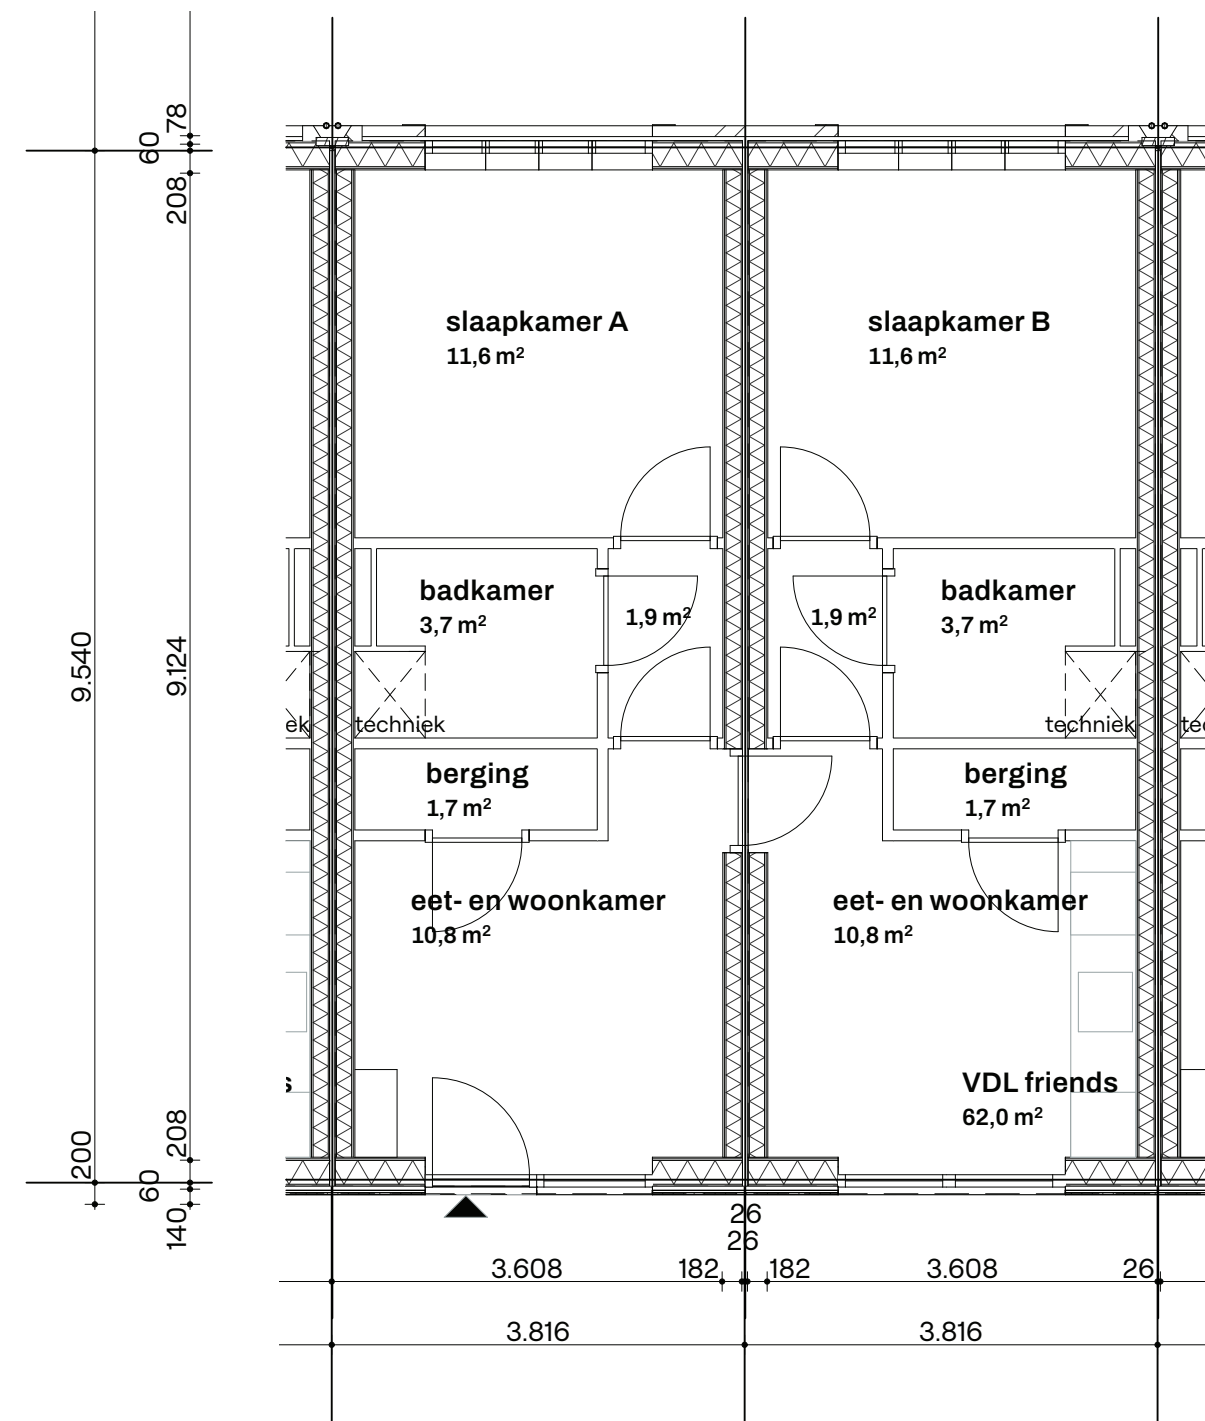 78
60
208
slaapkamer A
11,6 m²
slaapkamer B
11,6 m²
badkamer
3,7 m²
1,9 m²
1,9 m²
badkamer
3,7 m²
9.540
9.124
ek
techniek
techniek
tec
berging
1,7 m²
berging
1,7 m²
eet- en woonkamer
10,8 m²
eet- en woonkamer
10,8 m²
s
VDL friends
62,0 m²
200
208
60
140
26
26
3.608 182 182 3.608 26
3.816 3.816